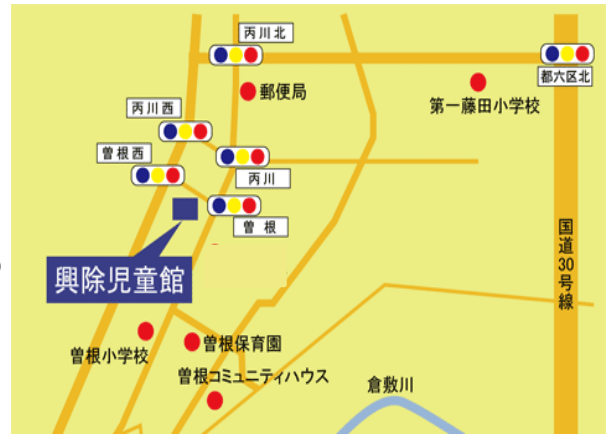 丙川北
都六区北
郵便局
第一藤田小学校
丙川西
曽根西
丙川
曽根
国道30号線
興除児童館
曽根小学校
曽根保育園
曽根コミュニティハウス
倉敷川